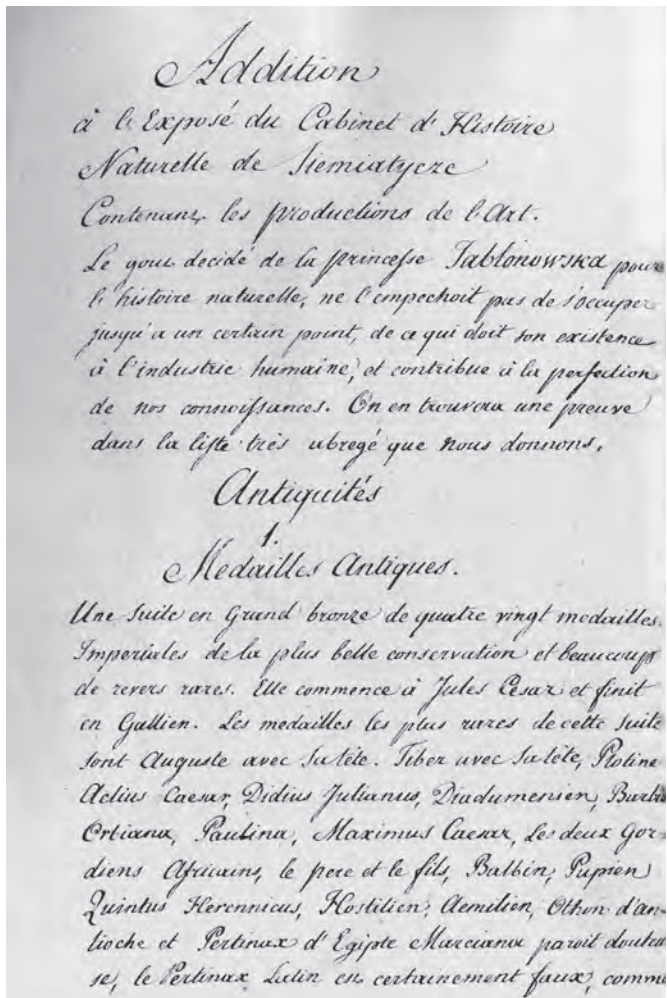 Addition
à l'Exposé du Cabinet d'Histoire
Naturelle de Siemiatycze
Contenant les productions de l'Art.
Le gout decidé de la princesse Jablonowska pour
l'histoire naturelle, ne l'empechoit pas de s'occuper
jusqu'a un certain point, de ce qui doit son existence
à l'industrie humaine, et contribue à la perfection
de nos connoissances. On en trouvera une preuve
dans la liste très abregé que nous donnons.
Antiquités
1.
Medailles Antiques.
Une Suite en Grand bronze de quatre vingt medailles.
Imperiales de la plus belle conservation et beaucoup
de revers rares. Elle commence à Jules Cesar et finit
en Gallien. Les medailles les plus rares de cette Suite
sont Auguste avec Sa tête. Tiber avec Sa tête, Plotine
Aelius Caesar, Didius Julianus, Diadumenien, Barbia
Orbiana, Paulina, Maximus Caesar, Les deux Gor=
diens Africains, le pere et le fils, Balbin, Pupien
Quintus Herennicus, Hostilien, Aemilien, Othon d'an-
tioche et Pertinax d'Egipte Marciana paroit douteu
se, le Pertinax Latin est certainement faux, comme